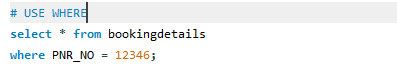 # USE WHERE
select * from bookingdetails
where PNR_NO = 12346;